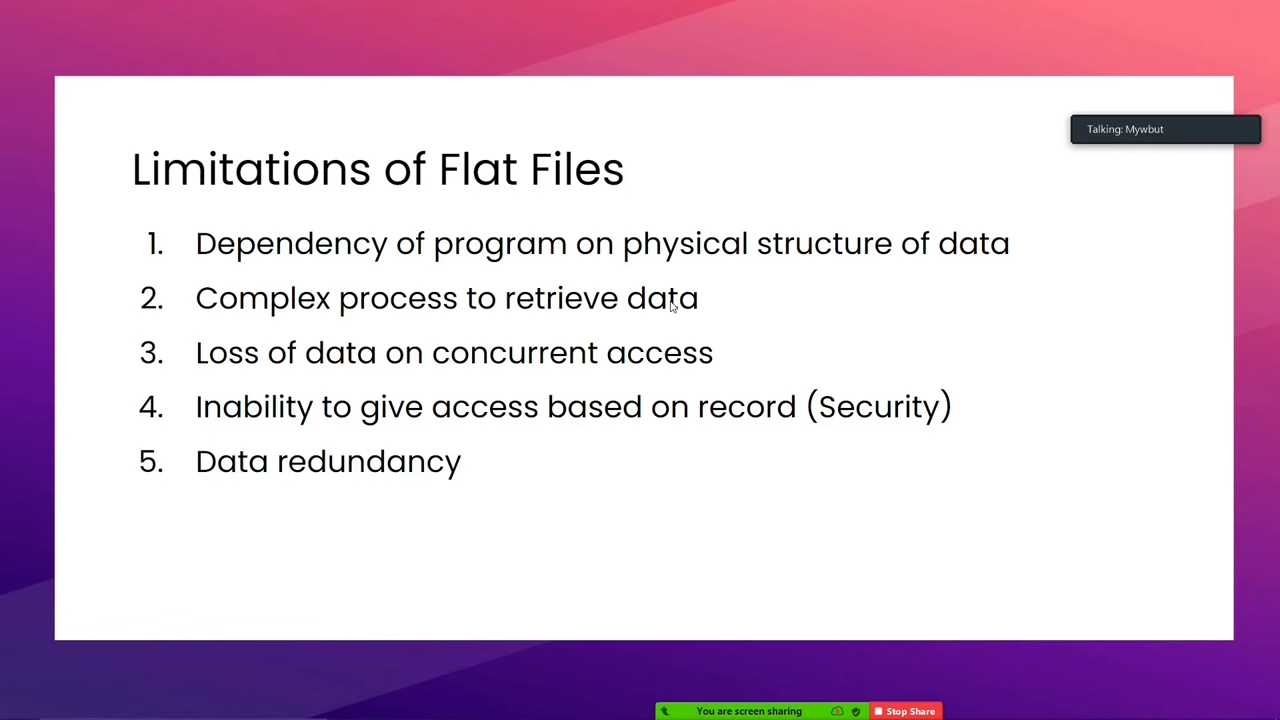 Talking: Mywbut
Limitations of Flat Files
1. Dependency of program on physical structure of data
2. Complex process to retrieve data
3. Loss of data on concurrent access
4. Inability to give access based on record (Security)
5. Data redundancy
You are screen sharing
Stop Share